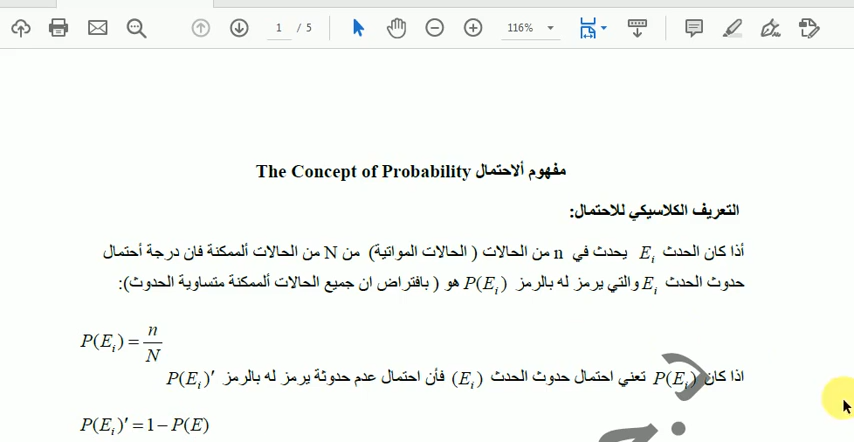 1 / 5
116%
مفهوم ألاحتمال The Concept of Probability
التعريف الكلاسيكي للاحتمال:
أذا كان الحدث E_i يحدث في n من الحالات ( الحالات المواتية) من N من الحالات ألممكنة فان درجة أحتمال
حدوث الحدث E_i والتي يرمز له بالرمز P(E_i) هو ( بافتراض ان جميع الحالات ألممكنة متساوية الحدوث):
P(E_i) = n/N
اذا كان P(E_i) تعني احتمال حدوث الحدث (E_i) فأن احتمال عدم حدوثة يرمز له بالرمز P(E_i)′
P(E_i)′ = 1 − P(E)